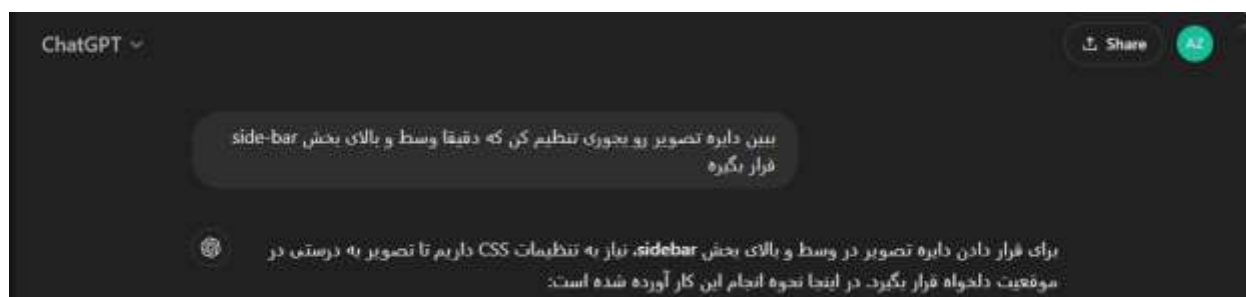 ChatGPT
Share
AZ
ببین دایره تصویر رو یجوری تنظیم کن که دقیقا وسط و بالای بخش side-bar
قرار بگیره
برای قرار دادن دایره تصویر در وسط و بالای بخش sidebar، نیاز به تنظیمات CSS داریم تا تصویر به درستی در
موقعیت دلخواه قرار بگیرد. در اینجا نحوه انجام این کار آورده شده است: